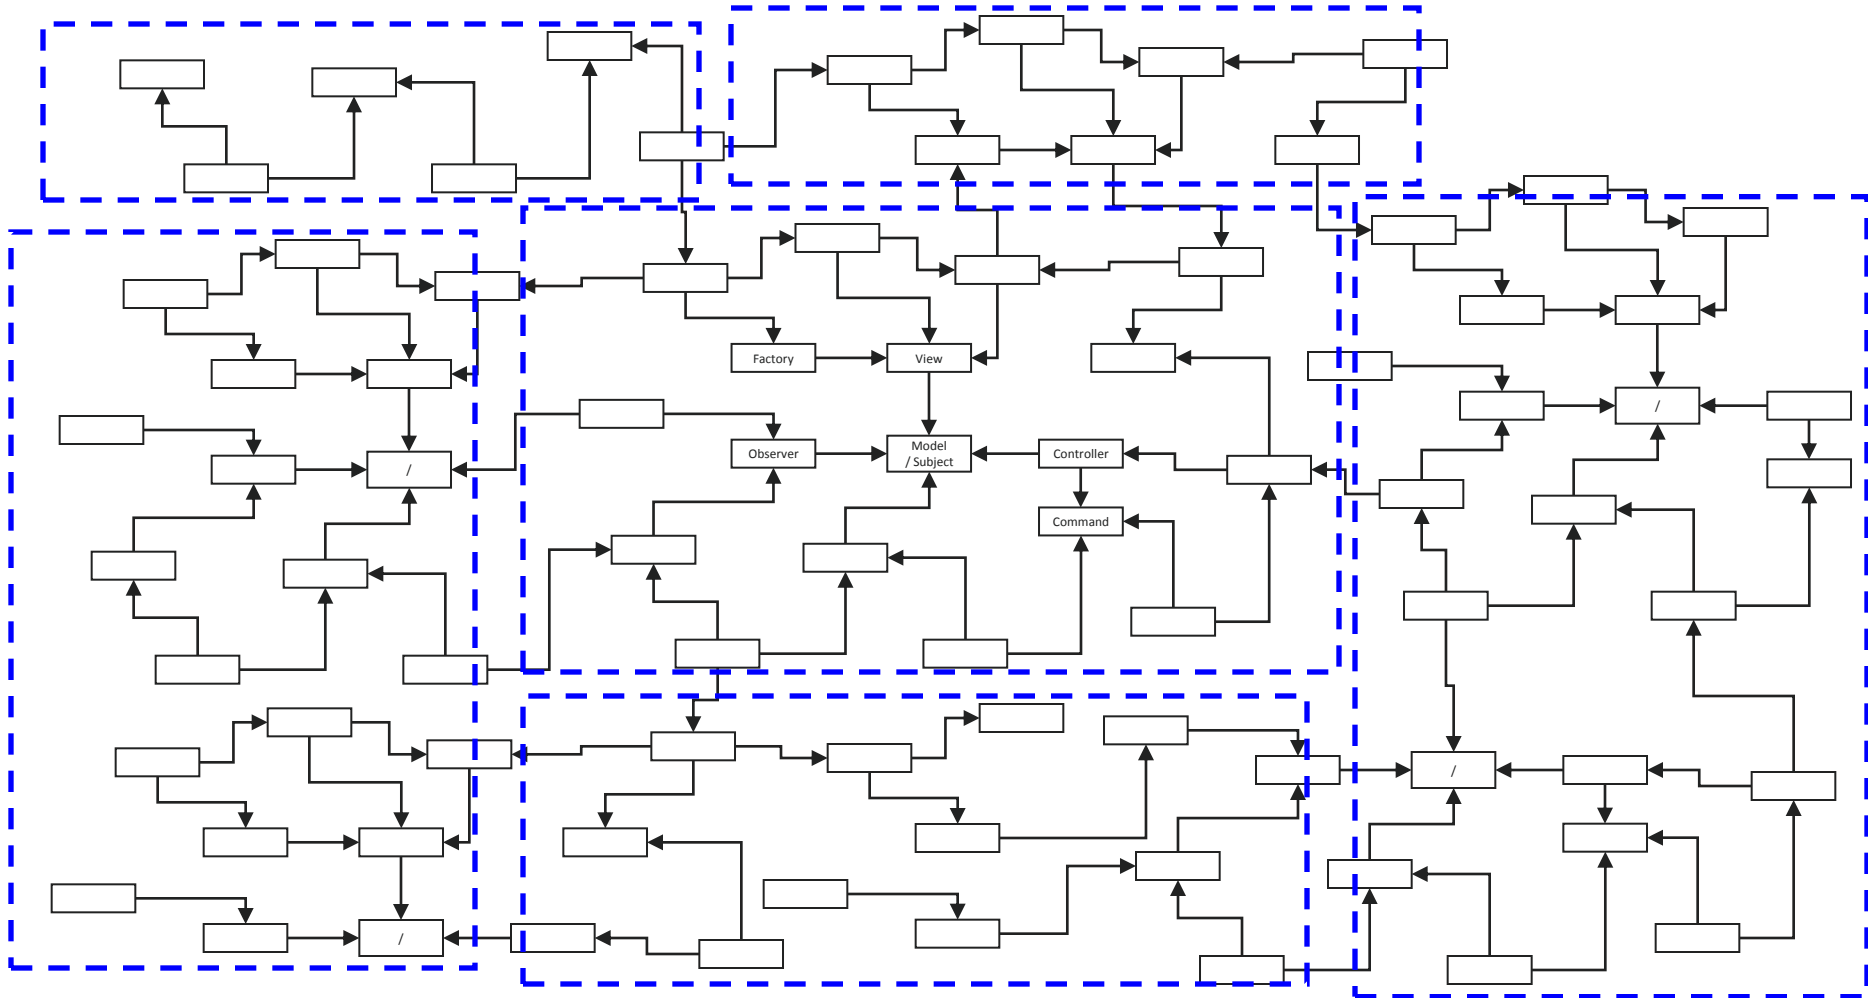 Factory
View
Observer
Model
/ Subject
Controller
/
/
Command
/
/